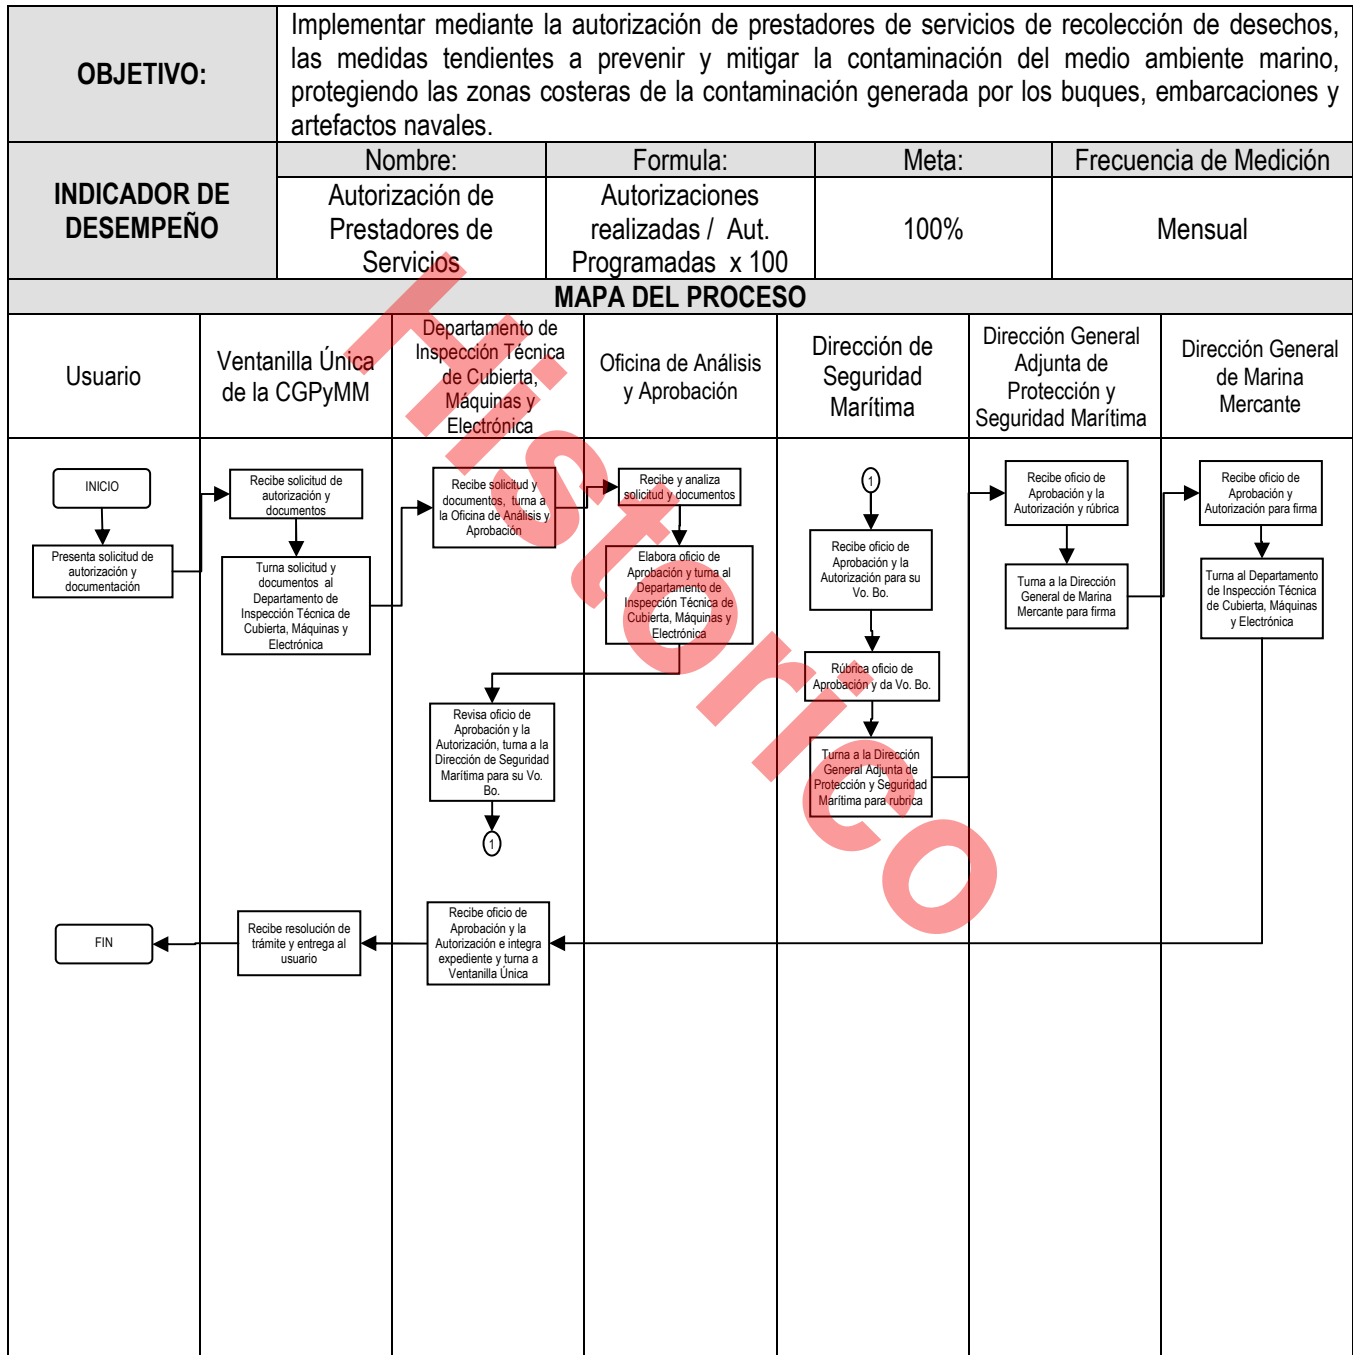 OBJETIVO:
Implementar mediante la autorización de prestadores de servicios de recolección de desechos,
las medidas tendientes a prevenir y mitigar la contaminación del medio ambiente marino,
protegiendo las zonas costeras de la contaminación generada por los buques, embarcaciones y
artefactos navales.
INDICADOR DE
DESEMPEÑO
Nombre:
Formula:
Meta:
Frecuencia de Medición
Autorización de
Prestadores de
Servicios
Autorizaciones
realizadas / Aut.
Programadas x 100
100%
Mensual
MAPA DEL PROCESO
Usuario
Ventanilla Única
de la CGPyMM
Departamento de
Inspección Técnica
de Cubierta,
Máquinas y
Electrónica
Oficina de Análisis
y Aprobación
Dirección de
Seguridad
Marítima
Dirección General
Adjunta de
Protección y
Seguridad Marítima
Dirección General
de Marina
Mercante
INICIO
Presenta solicitud de
autorización y
documentación
Recibe solicitud de
autorización y
documentos
Turna solicitud y
documentos al
Departamento de
Inspección Técnica de
Cubierta, Máquinas y
Electrónica
Recibe solicitud y
documentos, turna a
la Oficina de Análisis y
Aprobación
Recibe y analiza
solicitud y documentos
Elabora oficio de
Aprobación y turna al
Departamento de
Inspección Técnica de
Cubierta, Máquinas y
Electrónica
Revisa oficio de
Aprobación y la
Autorización, turna a la
Dirección de Seguridad
Marítima para su Vo.
Bo.
1
1
Recibe oficio de
Aprobación y la
Autorización para su
Vo. Bo.
Rúbrica oficio de
Aprobación y da Vo. Bo.
Turna a la Dirección
General Adjunta de
Protección y Seguridad
Marítima para rubrica
Recibe oficio de
Aprobación y la
Autorización y rúbrica
Turna a la Dirección
General de Marina
Mercante para firma
Recibe oficio de
Aprobación y
Autorización para firma
Turna al Departamento
de Inspección Técnica
de Cubierta, Máquinas
y Electrónica
Recibe oficio de
Aprobación y la
Autorización e integra
expediente y turna a
Ventanilla Única
Recibe resolución de
trámite y entrega al
usuario
FIN
Historico